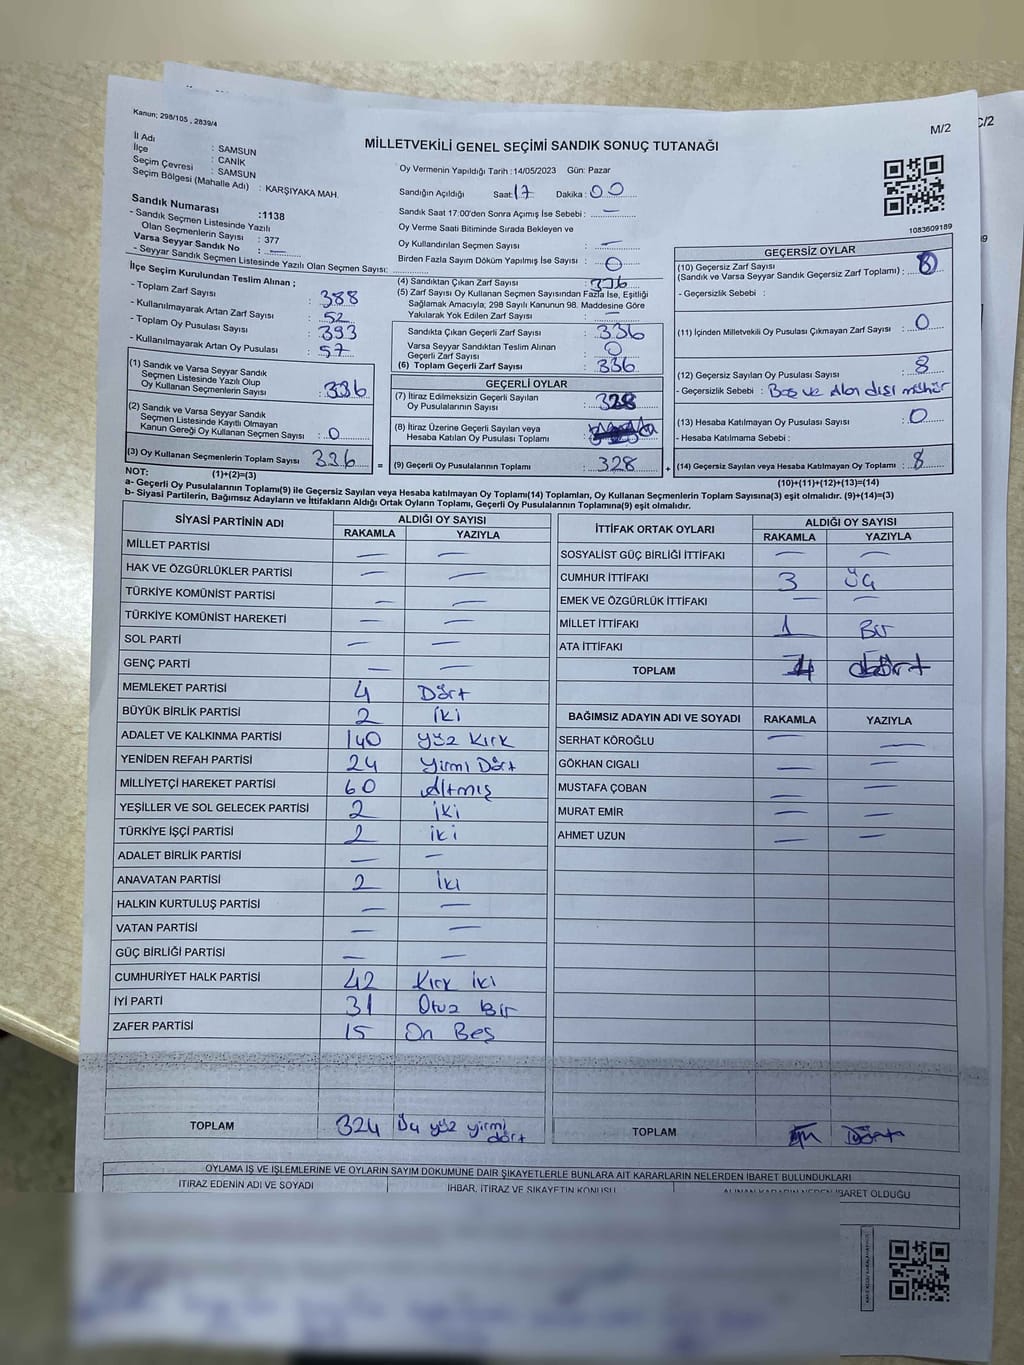 Kanun; 298/105 , 2839/4
M/2
C/2
MİLLETVEKİLİ GENEL SEÇİMİ SANDIK SONUÇ TUTANAĞI
İl Adı : SAMSUN
İlçe : CANİK
Seçim Çevresi : SAMSUN
Seçim Bölgesi (Mahalle Adı) : KARŞIYAKA MAH.
Sandık Numarası :1138
- Sandık Seçmen Listesinde Yazılı
Olan Seçmenlerin Sayısı : 377
Varsa Seyyar Sandık No : —
- Seyyar Sandık Seçmen Listesinde Yazılı Olan Seçmen Sayısı:
İlçe Seçim Kurulundan Teslim Alınan ;
- Toplam Zarf Sayısı : 388
- Kullanılmayarak Artan Zarf Sayısı : 52
- Toplam Oy Pusulası Sayısı : 393
- Kullanılmayarak Artan Oy Pusulası : 57
(1) Sandık ve Varsa Seyyar Sandık
Seçmen Listesinde Yazılı Olup
Oy Kullanan Seçmenlerin Sayısı : 336
(2) Sandık ve Varsa Seyyar Sandık
Seçmen Listesinde Kayıtlı Olmayan
Kanun Gereği Oy Kullanan Seçmen Sayısı : 0
(3) Oy Kullanan Seçmenlerin Toplam Sayısı 336
Oy Vermenin Yapıldığı Tarih :14/05/2023 Gün: Pazar
Sandığın Açıldığı Saat: 17 Dakika : 00
Sandık Saat 17:00'den Sonra Açımış İse Sebebi : —
Oy Verme Saati Bitiminde Sırada Bekleyen ve
Oy Kullandırılan Seçmen Sayısı : —
Birden Fazla Sayım Döküm Yapılmış İse Sayısı : 0
(4) Sandıktan Çıkan Zarf Sayısı : 336
(5) Zarf Sayısı Oy Kullanan Seçmen Sayısından Fazla İse, Eşitliği
Sağlamak Amacıyla; 298 Sayılı Kanunun 98. Maddesine Göre
Yakılarak Yok Edilen Zarf Sayısı : —
Sandıkta Çıkan Geçerli Zarf Sayısı : 336
Varsa Seyyar Sandıktan Teslim Alınan
Geçerli Zarf Sayısı : 0
(6) Toplam Geçerli Zarf Sayısı : 336
GEÇERLİ OYLAR
(7) İtiraz Edilmeksizin Geçerli Sayılan
Oy Pusulalarının Sayısı : 328
(8) İtiraz Üzerine Geçerli Sayılan veya
Hesaba Katılan Oy Pusulası Toplamı :
= (9) Geçerli Oy Pusulalarının Toplamı : 328 +
1083609189
GEÇERSİZ OYLAR
(10) Geçersiz Zarf Sayısı
(Sandık ve Varsa Seyyar Sandık Geçersiz Zarf Toplamı) :
- Geçersizlik Sebebi :
(11) İçinden Milletvekili Oy Pusulası Çıkmayan Zarf Sayısı : 0
(12) Geçersiz Sayılan Oy Pusulası Sayısı : 8
- Geçersizlik Sebebi : Boş ve Alan dışı mühür
(13) Hesaba Katılmayan Oy Pusulası Sayısı : 0
- Hesaba Katılmama Sebebi :
(14) Geçersiz Sayılan veya Hesaba Katılmayan Oy Toplamı : 8
NOT: (1)+(2)=(3) (10)+(11)+(12)+(13)=(14)
a- Geçerli Oy Pusulalarının Toplamı(9) ile Geçersiz Sayılan veya Hesaba katılmayan Oy Toplamı(14) Toplamları, Oy Kullanan Seçmenlerin Toplam Sayısına(3) eşit olmalıdır. (9)+(14)=(3)
b- Siyasi Partilerin, Bağımsız Adayların ve İttifakların Aldığı Ortak Oyların Toplamı, Geçerli Oy Pusulalarının Toplamına(9) eşit olmalıdır.
SİYASİ PARTİNİN ADI ALDIĞI OY SAYISI
RAKAMLA YAZIYLA
MİLLET PARTİSİ — —
HAK VE ÖZGÜRLÜKLER PARTİSİ — —
TÜRKİYE KOMÜNİST PARTİSİ — —
TÜRKİYE KOMÜNİST HAREKETİ — —
SOL PARTİ — —
GENÇ PARTİ — —
MEMLEKET PARTİSİ 4 Dört
BÜYÜK BİRLİK PARTİSİ 2 iki
ADALET VE KALKINMA PARTİSİ 140 yüz Kırk
YENİDEN REFAH PARTİSİ 24 Yirmi Dört
MİLLİYETÇİ HAREKET PARTİSİ 60 Altmış
YEŞİLLER VE SOL GELECEK PARTİSİ 2 iki
TÜRKİYE İŞÇİ PARTİSİ 2 iki
ADALET BİRLİK PARTİSİ — —
ANAVATAN PARTİSİ 2 iki
HALKIN KURTULUŞ PARTİSİ — —
VATAN PARTİSİ — —
GÜÇ BİRLİĞİ PARTİSİ — —
CUMHURİYET HALK PARTİSİ 42 Kırk iki
İYİ PARTİ 31 Otuz Bir
ZAFER PARTİSİ 15 On Beş
TOPLAM 324 Üç yüz yirmi dört
İTTİFAK ORTAK OYLARI ALDIĞI OY SAYISI
RAKAMLA YAZIYLA
SOSYALİST GÜÇ BİRLİĞİ İTTİFAKI — —
CUMHUR İTTİFAKI 3 Üç
EMEK VE ÖZGÜRLÜK İTTİFAKI — —
MİLLET İTTİFAKI 1 Bir
ATA İTTİFAKI
TOPLAM 4 dört
BAĞIMSIZ ADAYIN ADI VE SOYADI RAKAMLA YAZIYLA
SERHAT KÖROĞLU — —
GÖKHAN CIGALI — —
MUSTAFA ÇOBAN — —
MURAT EMİR — —
AHMET UZUN — —
TOPLAM Dört
OYLAMA İŞ VE İŞLEMLERİNE VE OYLARIN SAYIM DÖKÜMÜNE DAİR ŞİKAYETLERLE BUNLARA AİT KARARLARIN NELERDEN İBARET BULUNDUKLARI
İTİRAZ EDENİN ADI VE SOYADI İHBAR, İTİRAZ VE ŞİKAYETİN KONUSU ALINAN KARARIN NEDEN İBARET OLDUĞU